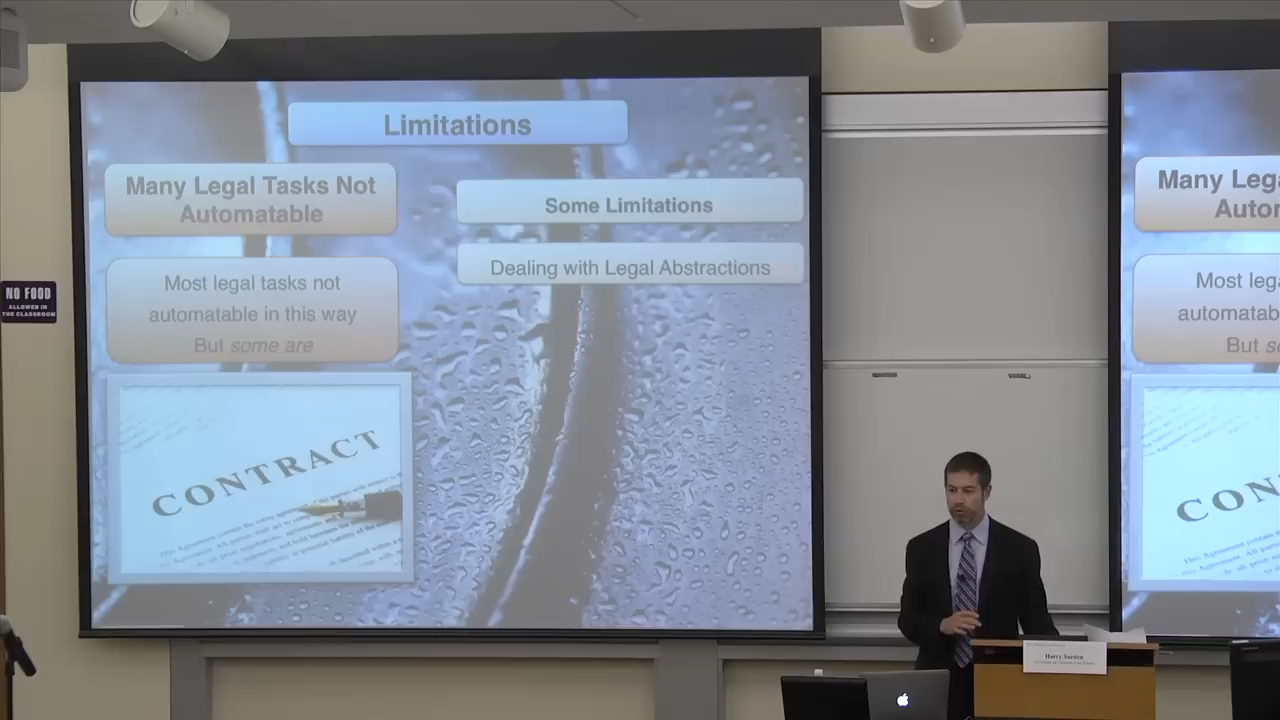 Limitations
Many Legal Tasks Not
Automatable
Most legal tasks not
automatable in this way
But some are
CONTRACT
Some Limitations
Dealing with Legal Abstractions
NO FOOD
ALLOWED IN
THE CLASSROOM
Many Leg
Autor
Most lega
automatab
But so
CON
Harry Surden